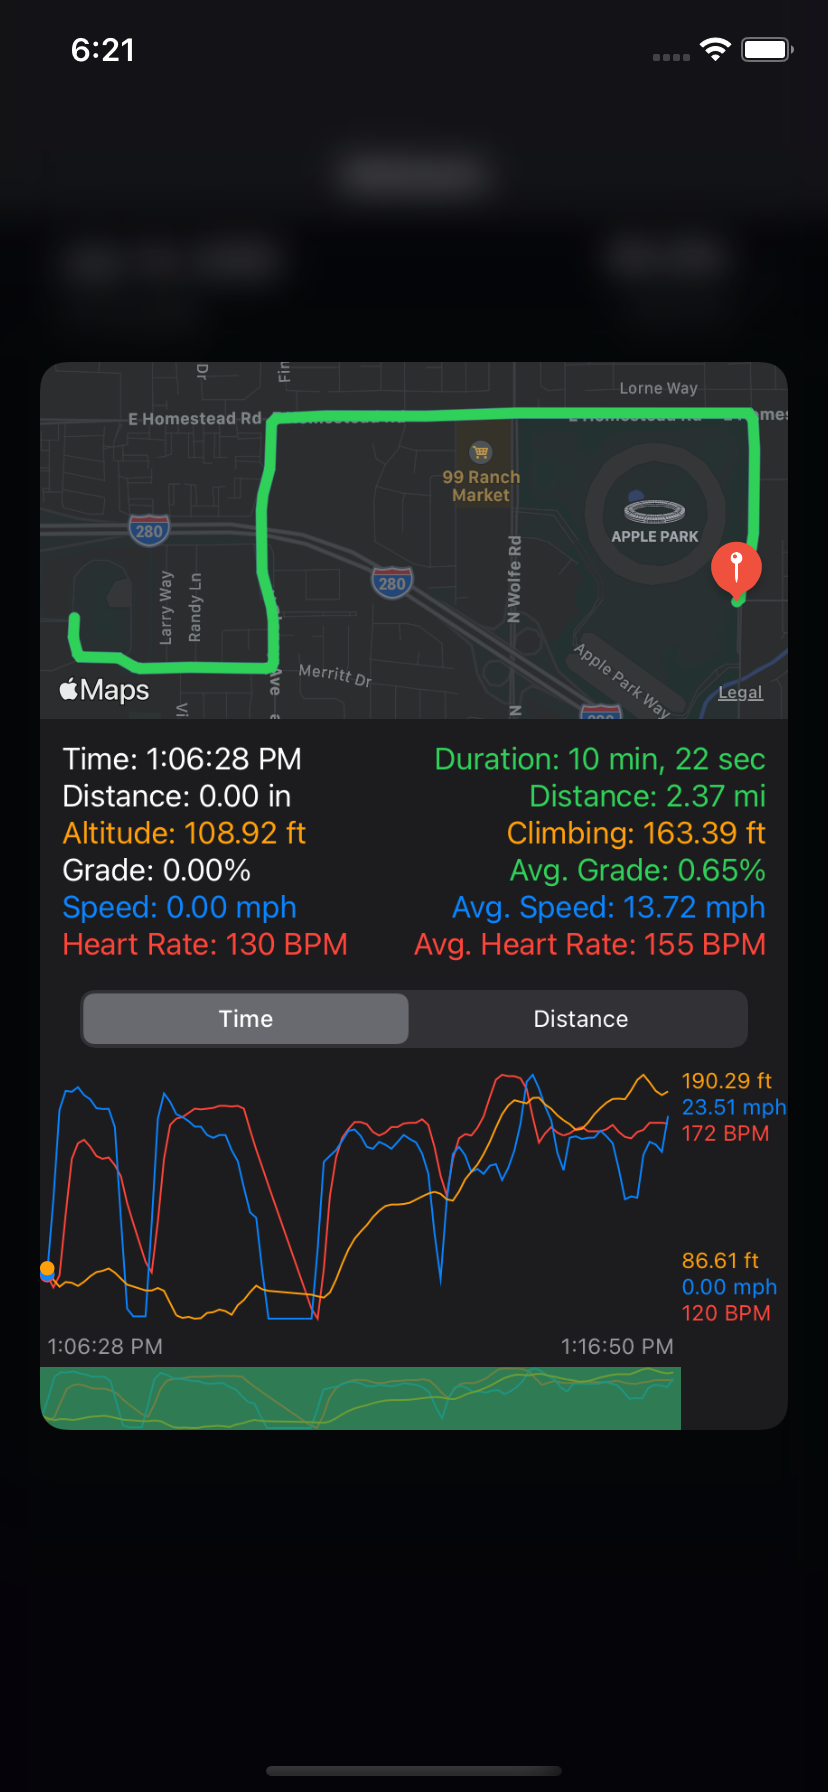 6:21
Dr
Fin
Lorne Way
E Homestead Rd
99 Ranch
Market
280
APPLE PARK
280
N Wolfe Rd
Larry Way
Randy Ln
Merritt Dr
Apple Park Way
Ave
Maps
Vi
N
Legal
Time: 1:06:28 PM
Duration: 10 min, 22 sec
Distance: 0.00 in
Distance: 2.37 mi
Altitude: 108.92 ft
Climbing: 163.39 ft
Grade: 0.00%
Avg. Grade: 0.65%
Speed: 0.00 mph
Avg. Speed: 13.72 mph
Heart Rate: 130 BPM
Avg. Heart Rate: 155 BPM
Time
Distance
190.29 ft
23.51 mph
172 BPM
86.61 ft
0.00 mph
120 BPM
1:06:28 PM
1:16:50 PM